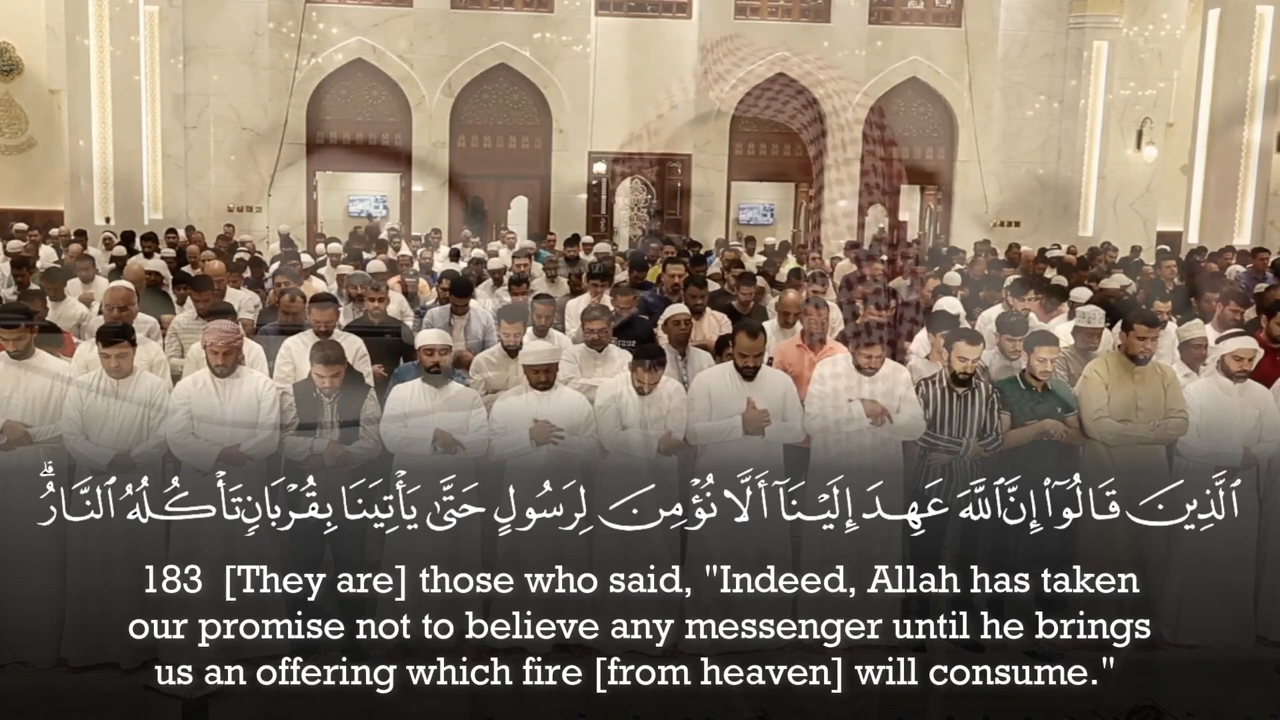 ٱلَّذِينَ قَالُوٓا۟ إِنَّ ٱللَّهَ عَهِدَ إِلَيْنَآ أَلَّا نُؤْمِنَ لِرَسُولٍ حَتَّىٰ يَأْتِيَنَا بِقُرْبَانٍ تَأْكُلُهُ ٱلنَّارُ ۗ
183 [They are] those who said, "Indeed, Allah has taken
our promise not to believe any messenger until he brings
us an offering which fire [from heaven] will consume."